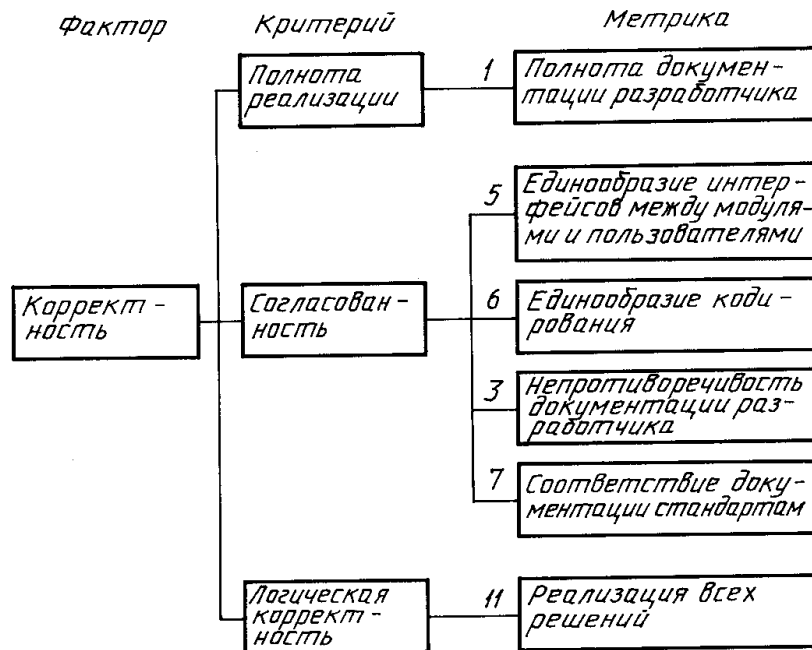 Фактор Критерий Метрика
Полнота
реализации
1
Полнота докумен-
тации разработчика
5
Единообразие интер-
фейсов между модуля-
ми и пользователями
Коррект-
ность
Согласован-
ность
6
Единообразие коди-
рования
3
Непротиворечивость
документации раз-
работчика
7
Соответствие доку-
ментации стандартам
Логическая
коррект-
ность
11
Реализация всех
решений